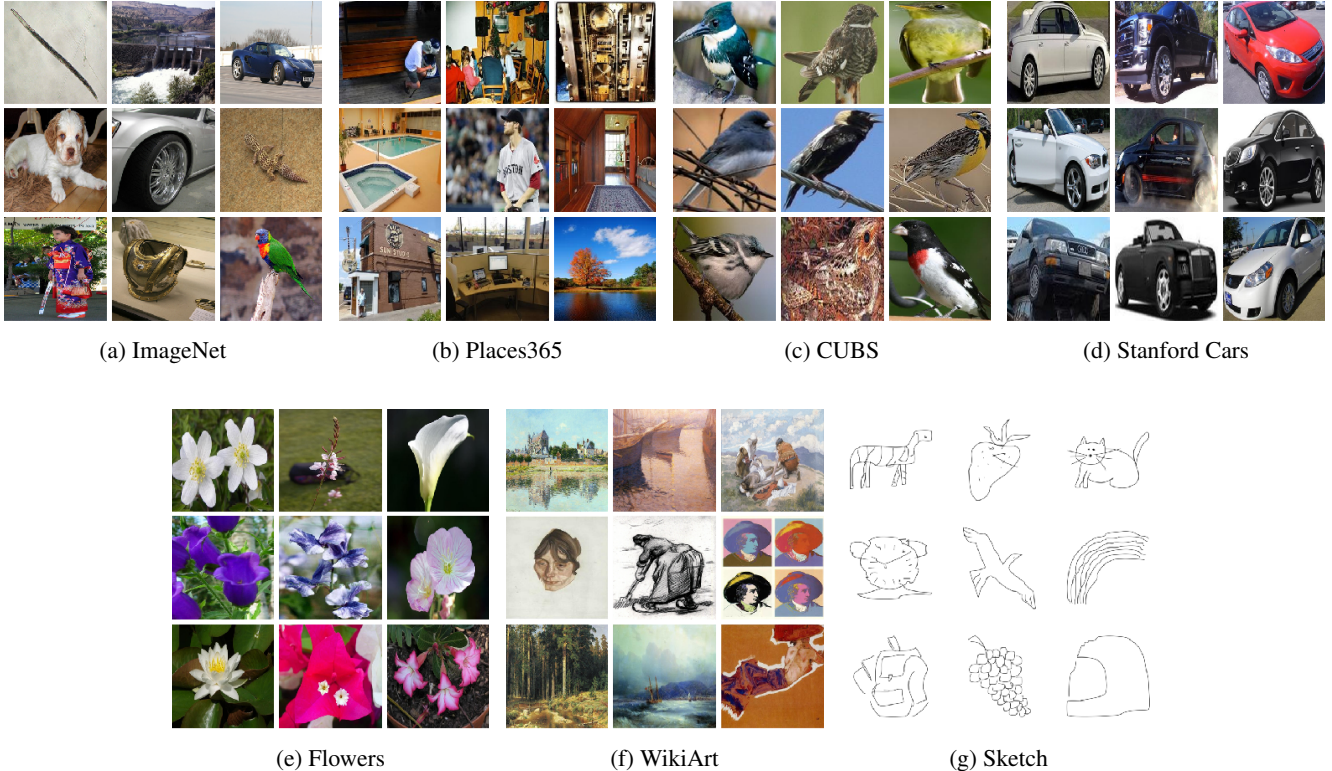 BOSTON
SUN STUDIO
(a) ImageNet
(b) Places365
(c) CUBS
(d) Stanford Cars
(e) Flowers
(f) WikiArt
(g) Sketch